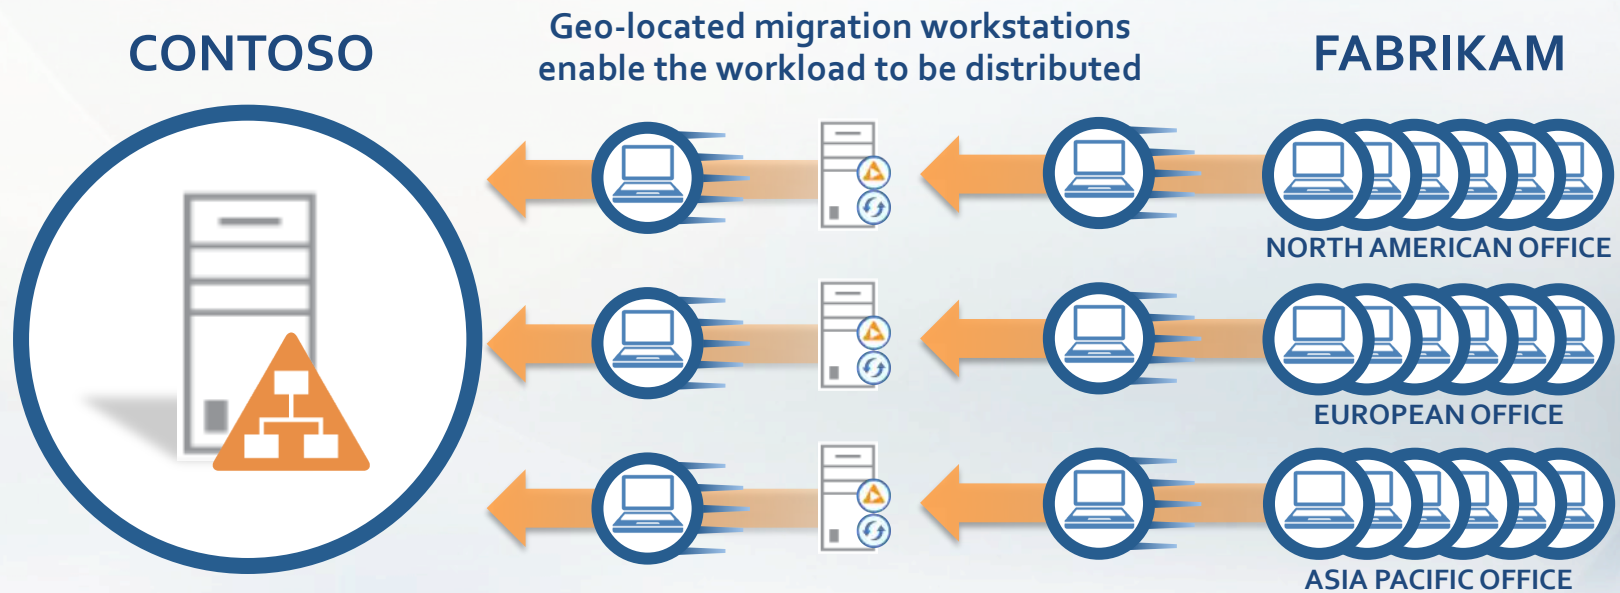 CONTOSO
Geo-located migration workstations
enable the workload to be distributed
FABRIKAM
NORTH AMERICAN OFFICE
EUROPEAN OFFICE
ASIA PACIFIC OFFICE